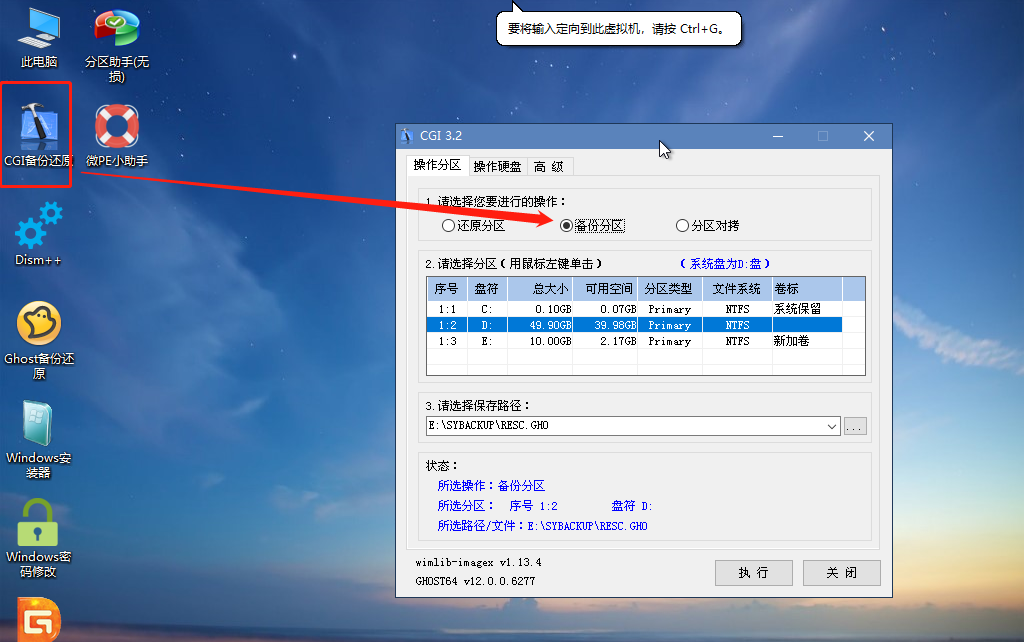 要将输入定向到此虚拟机，请按 Ctrl+G。
此电脑
分区助手(无
损)
CGI备份还原
微PE小助手
Dism++
Ghost备份还
原
Windows安
装器
Windows密
码修改
CGI 3.2
操作分区 操作硬盘 高 级
1.请选择您要进行的操作：
还原分区 备份分区 分区对拷
2.请选择分区（用鼠标左键单击） （系统盘为D:盘）
序号 盘符 总大小 可用空间 分区类型 文件系统 卷标
1:1 C: 0.10GB 0.07GB Primary NTFS 系统保留
1:2 D: 49.90GB 39.98GB Primary NTFS
1:3 E: 10.00GB 2.17GB Primary NTFS 新加卷
3.请选择保存路径：
E:\SYBACKUP\RESC.GHO ...
状态：
所选操作：备份分区
所选分区： 序号 1:2 盘符 D:
所选路径/文件：E:\SYBACKUP\RESC.GHO
wimlib-imagex v1.13.4
GHOST64 v12.0.0.6277
执 行 关 闭